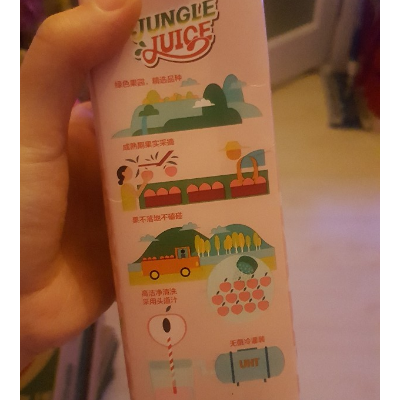 JUNGLE
JUICE
绿色果园，精选品种
成熟期果实采摘
果不落地不磕碰
高洁净清洗
采用头道汁
无菌冷灌装
UHT